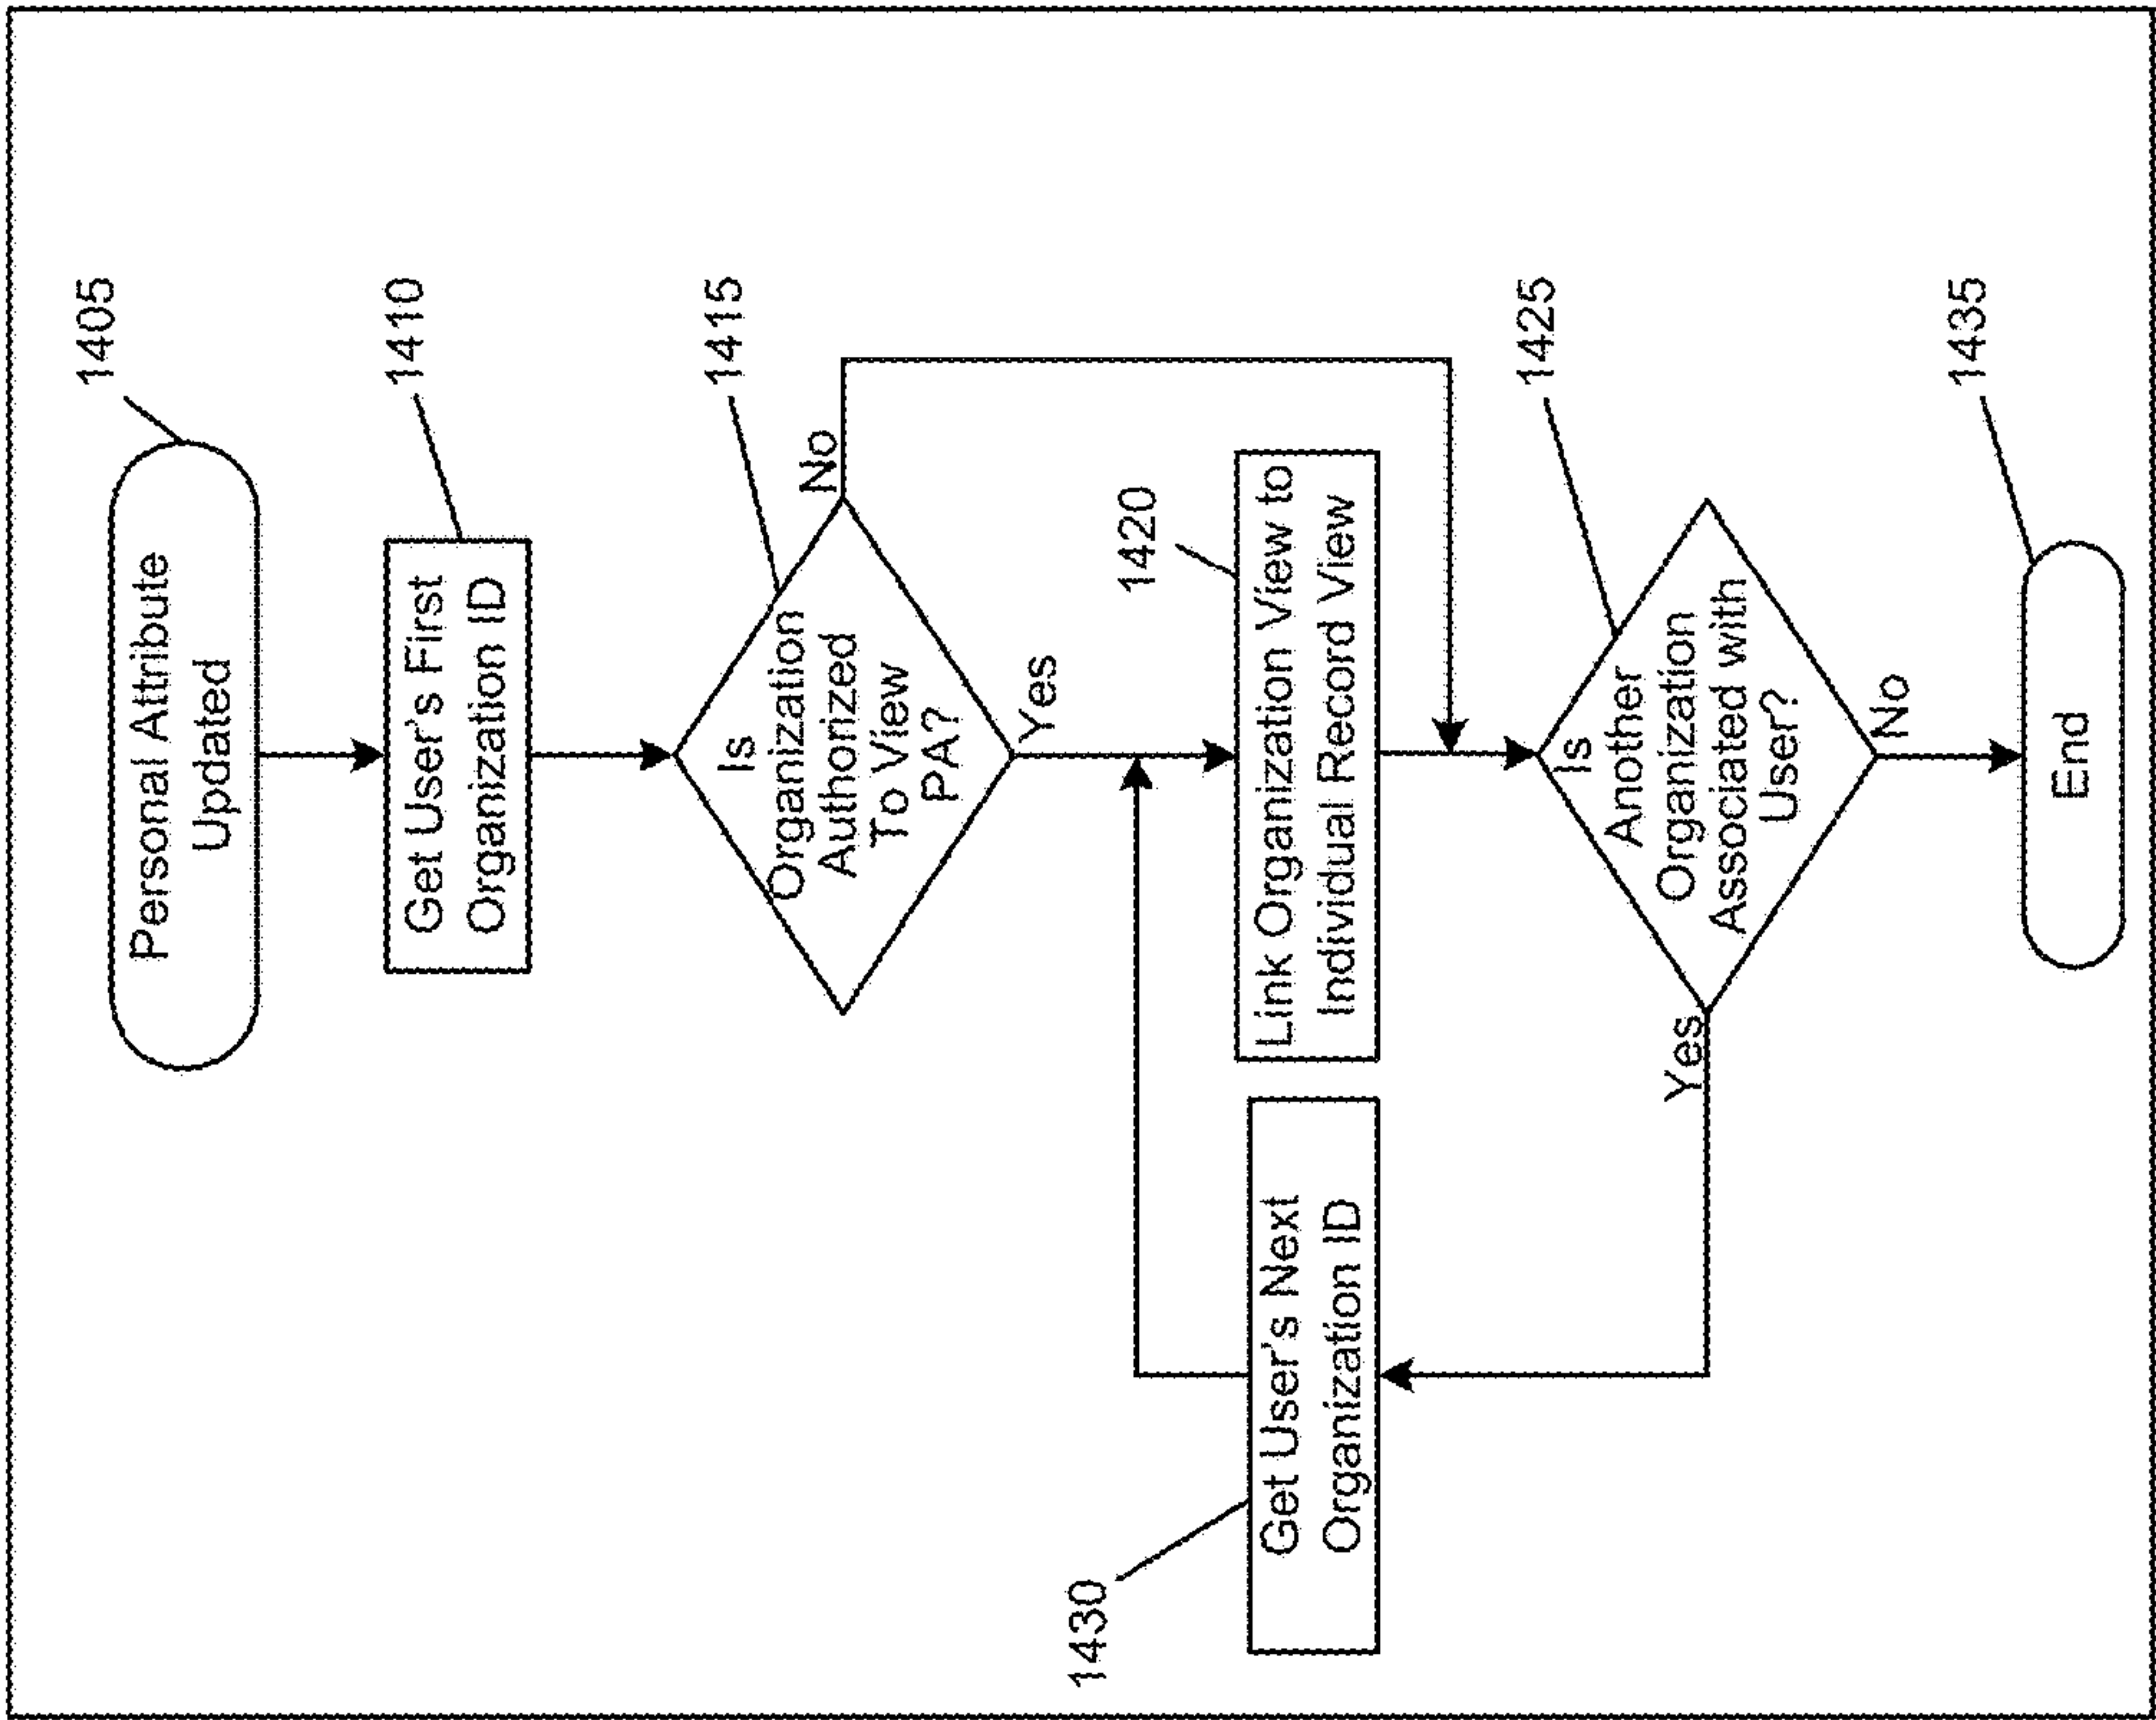 1405
Personal Attribute
Updated
1410
Get User's First
Organization ID
1415
Is
Organization
Authorized
To View
PA?
No
Yes
1420
Link Organization View to
Individual Record View
1430
Get User's Next
Organization ID
1425
Is
Another
Organization
Associated with
User?
Yes
No
1435
End